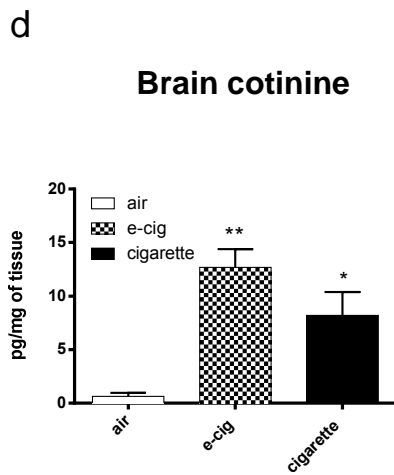 d
Brain cotinine
pg/mg of tissue
20
15
10
5
0
air
e-cig
cigarette
**
*
air
e-cig
cigarette